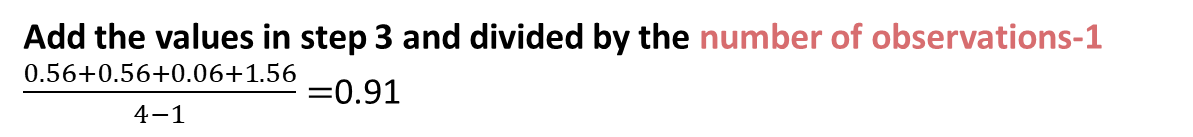 Add the values in step 3 and divided by the number of observations-1
0.56+0.56+0.06+1.56
=0.91
4−1